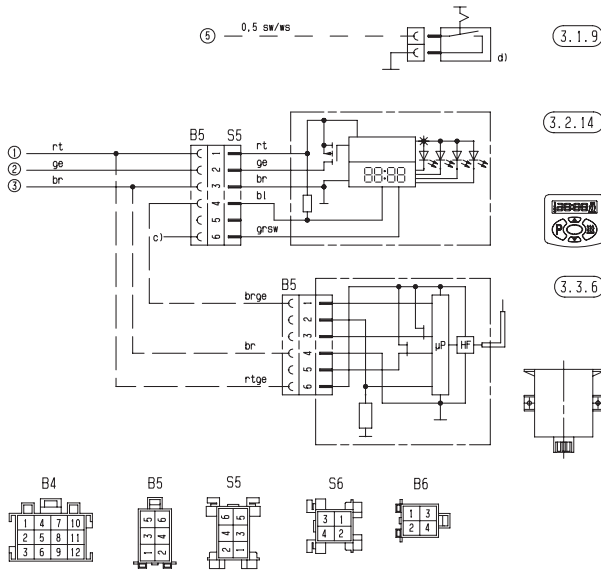 5 0,5 sw/ws
d)
3.1.9
3.2.14
B5 S5
1 rt 1 rt
2 ge 2 ge
3 br 3 br
4 bl
5
c) 6 grsw
88:88
P
3.3.6
B5
brge 1
2
3
br 4
5
rtge 6
µP HF
B4 B5 S5 S6 B6
1 4 7 10
2 5 8 11
3 6 9 12
5 6
3 4
1 2
6 5
4 3
2 1
3 1
4 2
1 3
2 4